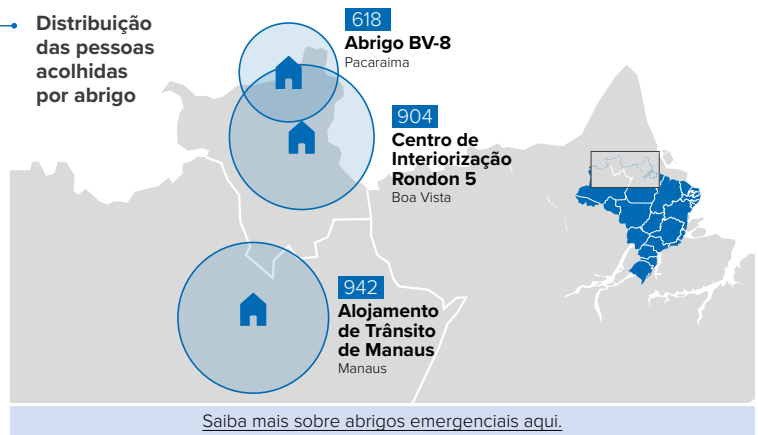 Distribuição
das pessoas
acolhidas
por abrigo
618
Abrigo BV-8
Pacaraima
904
Centro de
Interiorização
Rondon 5
Boa Vista
942
Alojamento
de Trânsito
de Manaus
Manaus
Saiba mais sobre abrigos emergenciais aqui.